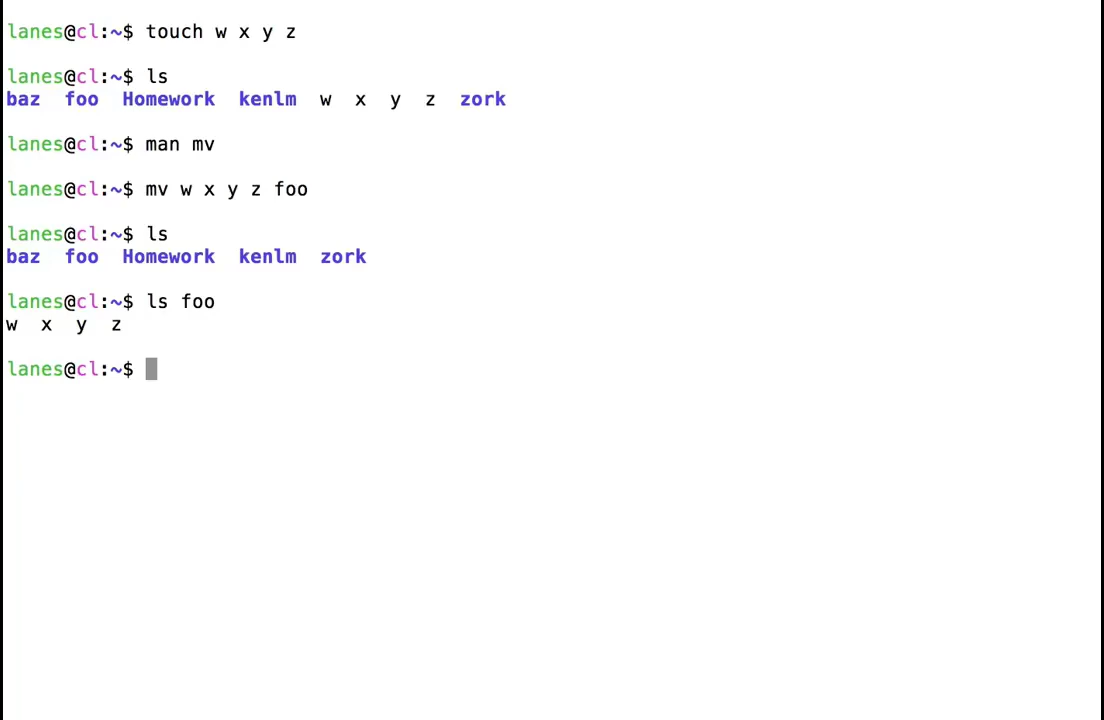 lanes@cl:~$ touch w x y z
lanes@cl:~$ ls
baz  foo  Homework  kenlm  w  x  y  z  zork
lanes@cl:~$ man mv
lanes@cl:~$ mv w x y z foo
lanes@cl:~$ ls
baz  foo  Homework  kenlm  zork
lanes@cl:~$ ls foo
w  x  y  z
lanes@cl:~$